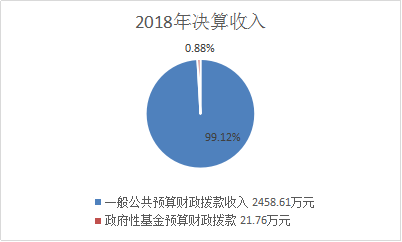 2018年决算收入
0.88%
99.12%
一般公共预算财政拨款收入 2458.61万元
政府性基金预算财政拨款 21.76万元